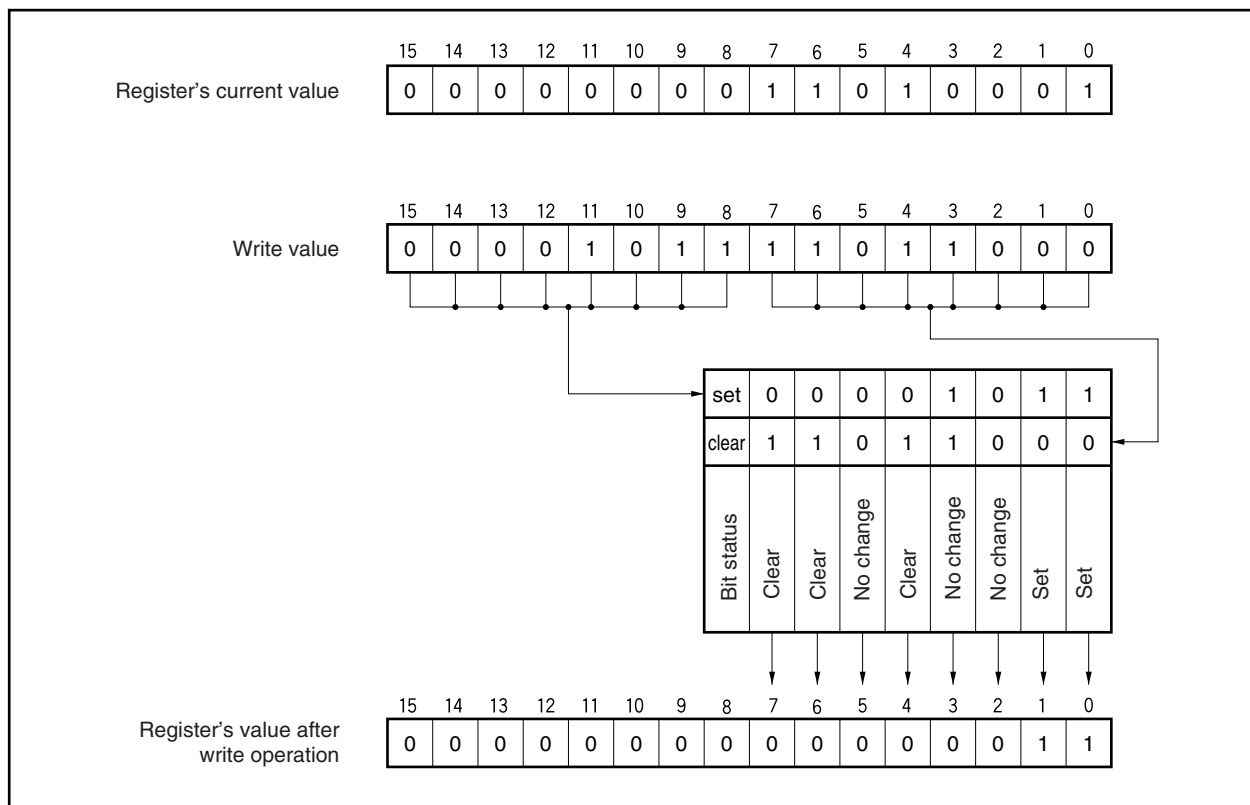 15 14 13 12 11 10 9 8 7 6 5 4 3 2 1 0
Register's current value 0 0 0 0 0 0 0 0 1 1 0 1 0 0 0 1
15 14 13 12 11 10 9 8 7 6 5 4 3 2 1 0
Write value 0 0 0 0 1 0 1 1 1 1 0 1 1 0 0 0
set 0 0 0 0 1 0 1 1
clear 1 1 0 1 1 0 0 0
Bit status Clear Clear No change Clear No change No change Set Set
15 14 13 12 11 10 9 8 7 6 5 4 3 2 1 0
Register's value after
write operation 0 0 0 0 0 0 0 0 0 0 0 0 0 0 1 1